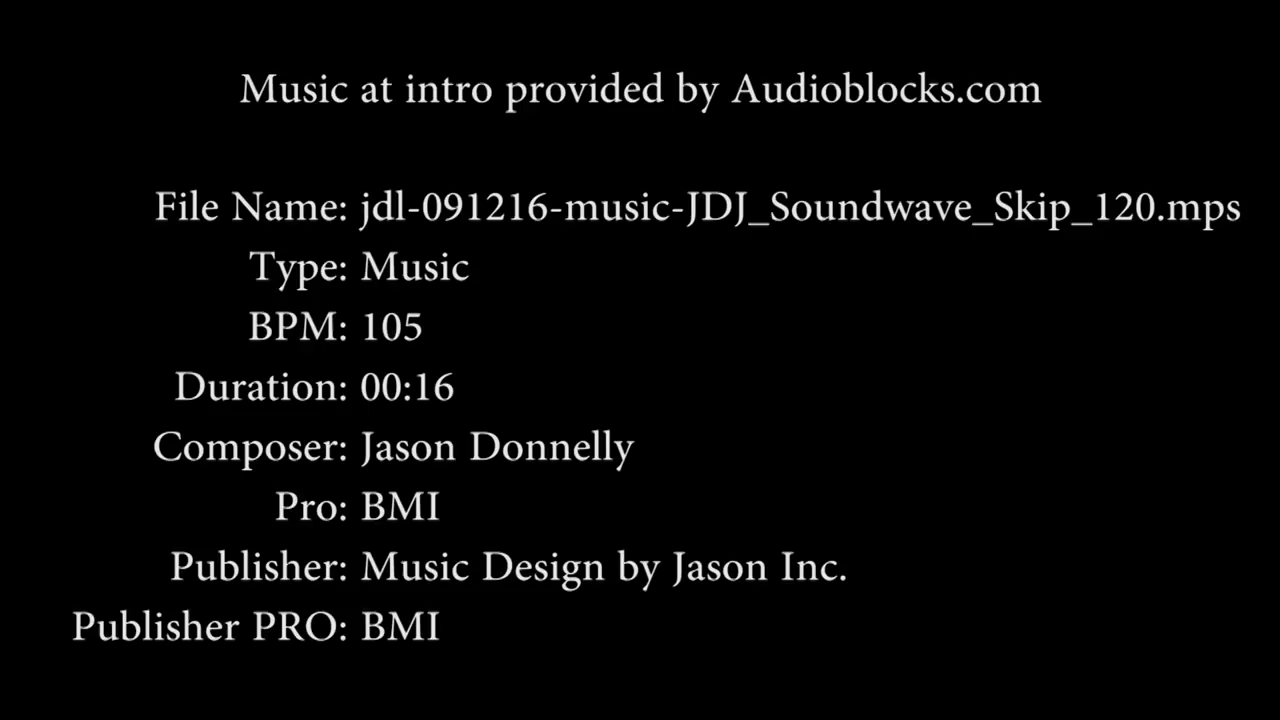 Music at intro provided by Audioblocks.com
File Name: jdl-091216-music-JDJ_Soundwave_Skip_120.mps
Type: Music
BPM: 105
Duration: 00:16
Composer: Jason Donnelly
Pro: BMI
Publisher: Music Design by Jason Inc.
Publisher PRO: BMI